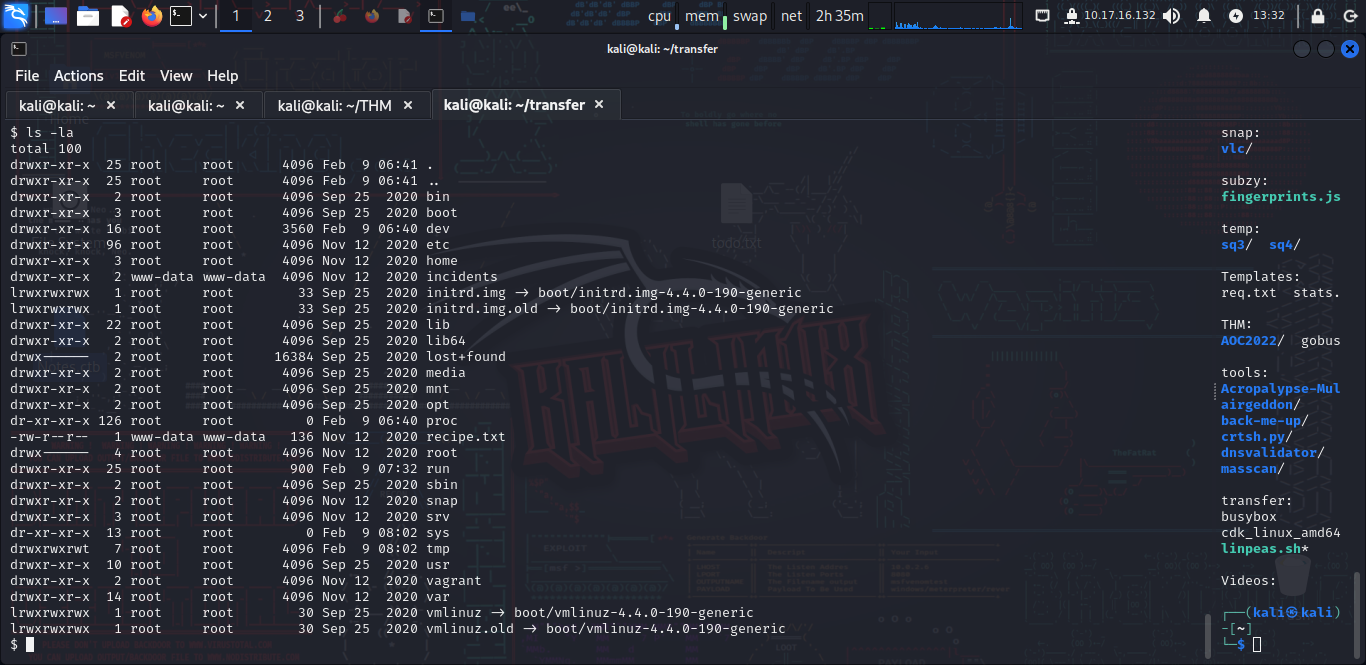 1 2 3 cpu mem swap net 2h 35m 10.17.16.132 13:32
kali@kali: ~/transfer
File Actions Edit View Help
kali@kali: ~ × kali@kali: ~ × kali@kali: ~/THM × kali@kali: ~/transfer ×
$ ls -la
total 100
drwxr-xr-x 25 root root 4096 Feb 9 06:41 .
drwxr-xr-x 25 root root 4096 Feb 9 06:41 ..
drwxr-xr-x 2 root root 4096 Sep 25 2020 bin
drwxr-xr-x 3 root root 4096 Sep 25 2020 boot
drwxr-xr-x 16 root root 3560 Feb 9 06:40 dev
drwxr-xr-x 96 root root 4096 Nov 12 2020 etc
drwxr-xr-x 3 root root 4096 Nov 12 2020 home
drwxr-xr-x 2 www-data www-data 4096 Nov 12 2020 incidents
lrwxrwxrwx 1 root root 33 Sep 25 2020 initrd.img -> boot/initrd.img-4.4.0-190-generic
lrwxrwxrwx 1 root root 33 Sep 25 2020 initrd.img.old -> boot/initrd.img-4.4.0-190-generic
drwxr-xr-x 22 root root 4096 Sep 25 2020 lib
drwxr-xr-x 2 root root 4096 Sep 25 2020 lib64
drwx------ 2 root root 16384 Sep 25 2020 lost+found
drwxr-xr-x 2 root root 4096 Sep 25 2020 media
drwxr-xr-x 2 root root 4096 Sep 25 2020 mnt
drwxr-xr-x 2 root root 4096 Sep 25 2020 opt
dr-xr-xr-x 126 root root 0 Feb 9 06:40 proc
-rw-r--r-- 1 www-data www-data 136 Nov 12 2020 recipe.txt
drwx------ 4 root root 4096 Nov 12 2020 root
drwxr-xr-x 25 root root 900 Feb 9 07:32 run
drwxr-xr-x 2 root root 4096 Sep 25 2020 sbin
drwxr-xr-x 2 root root 4096 Nov 12 2020 snap
drwxr-xr-x 3 root root 4096 Nov 12 2020 srv
dr-xr-xr-x 13 root root 0 Feb 9 08:02 sys
drwxrwxrwt 7 root root 4096 Feb 9 08:02 tmp
drwxr-xr-x 10 root root 4096 Sep 25 2020 usr
drwxr-xr-x 2 root root 4096 Nov 12 2020 vagrant
drwxr-xr-x 14 root root 4096 Nov 12 2020 var
lrwxrwxrwx 1 root root 30 Sep 25 2020 vmlinuz -> boot/vmlinuz-4.4.0-190-generic
lrwxrwxrwx 1 root root 30 Sep 25 2020 vmlinuz.old -> boot/vmlinuz-4.4.0-190-generic
$
snap:
vlc/
subzy:
fingerprints.js
temp:
sq3/ sq4/
Templates:
req.txt stats.
THM:
AOC2022/ gobus
tools:
Acropalypse-Mul
airgeddon/
back-me-up/
crtsh.py/
dnsvalidator/
masscan/
transfer:
busybox
cdk_linux_amd64
linpeas.sh*
Videos:
┌──(kali㉿kali)
-[~]
└─$
todo.txt
KALI LINUX